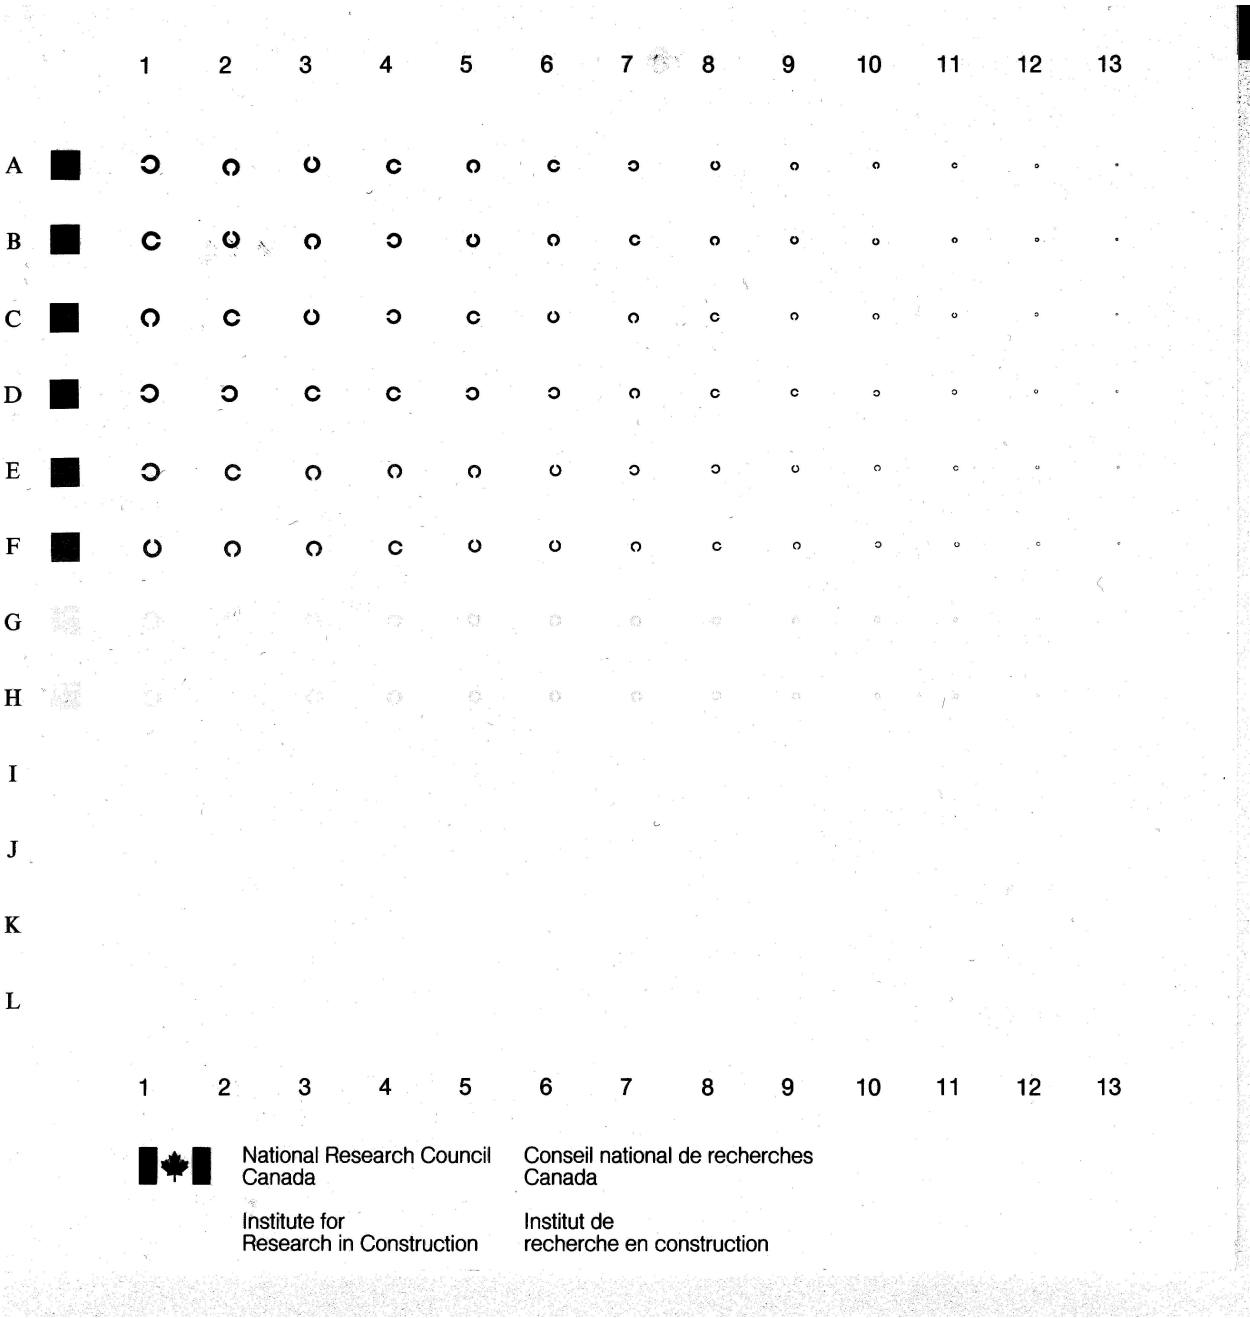 1 2 3 4 5 6 7 8 9 10 11 12 13
A
B
C
D
E
F
G
H
I
J
K
L
1 2 3 4 5 6 7 8 9 10 11 12 13
National Research Council
Canada
Conseil national de recherches
Canada
Institute for
Research in Construction
Institut de
recherche en construction